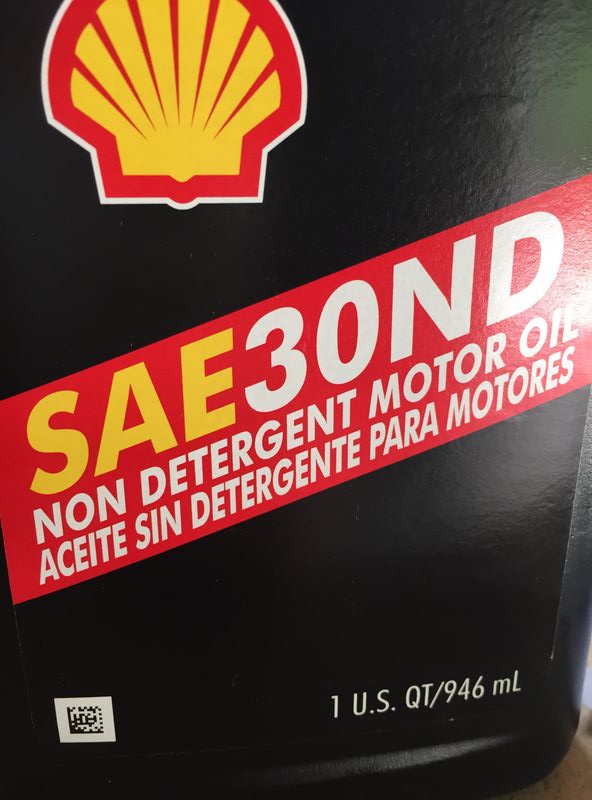 SAE30ND
NON DETERGENT MOTOR OIL
ACEITE SIN DETERGENTE PARA MOTORES
1 U.S. QT/946 mL